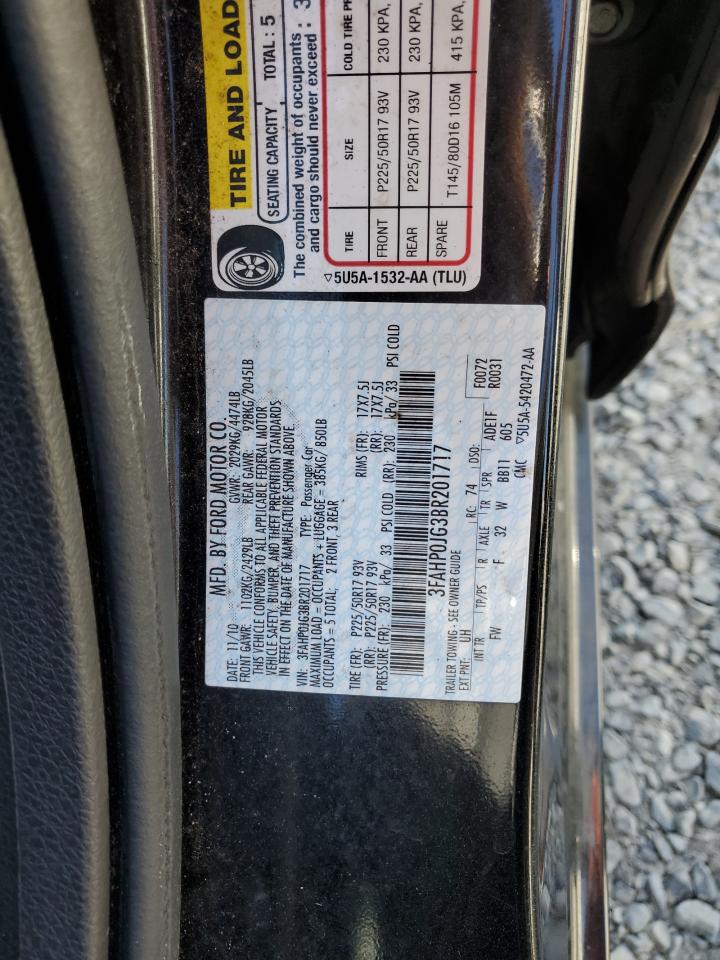 TIRE AND LOAD
SEATING CAPACITY TOTAL : 5
The combined weight of occupants
and cargo should never exceed : 3
TIRE SIZE COLD TIRE PR
FRONT P225/50R17 93V 230 KPA,
REAR P225/50R17 93V 230 KPA,
SPARE T145/80D16 105M 415 KPA,
▽5U5A-1532-AA (TLU)
MFD. BY FORD MOTOR CO.
DATE: 11/10 GVWR: 2029KG/4474LB
FRONT GAWR: 1102KG/2429LB REAR GAWR: 928KG/2045LB
THIS VEHICLE CONFORMS TO ALL APPLICABLE FEDERAL MOTOR
VEHICLE SAFETY, BUMPER, AND THEFT PREVENTION STANDARDS
IN EFFECT ON THE DATE OF MANUFACTURE SHOWN ABOVE.
VIN: 3FAHP0JG3BR201717 TYPE: Passenger Car
MAXIMUM LOAD = OCCUPANTS + LUGGAGE = 385KG/ 850LB
OCCUPANTS = 5 TOTAL; 2 FRONT, 3 REAR
TIRE (FR): P225/50R17 93V RIMS (FR): 17X7.5J
(RR): P225/50R17 93V (RR): 17X7.5J
PRESSURE (FR): 230 kPa/ 33 PSI COLD (RR): 230 kPa/ 33 PSI COLD
3FAHP0JG3BR201717
TRAILER TOWING - SEE OWNER GUIDE
F0072
R0031
EXT PNT: UH RC: 74 DSO:
INT TR TP/PS R AXLE TR SPR ADE1F
FW F 32 W BB11 605
CMC ▽5U5A-5420472-AA